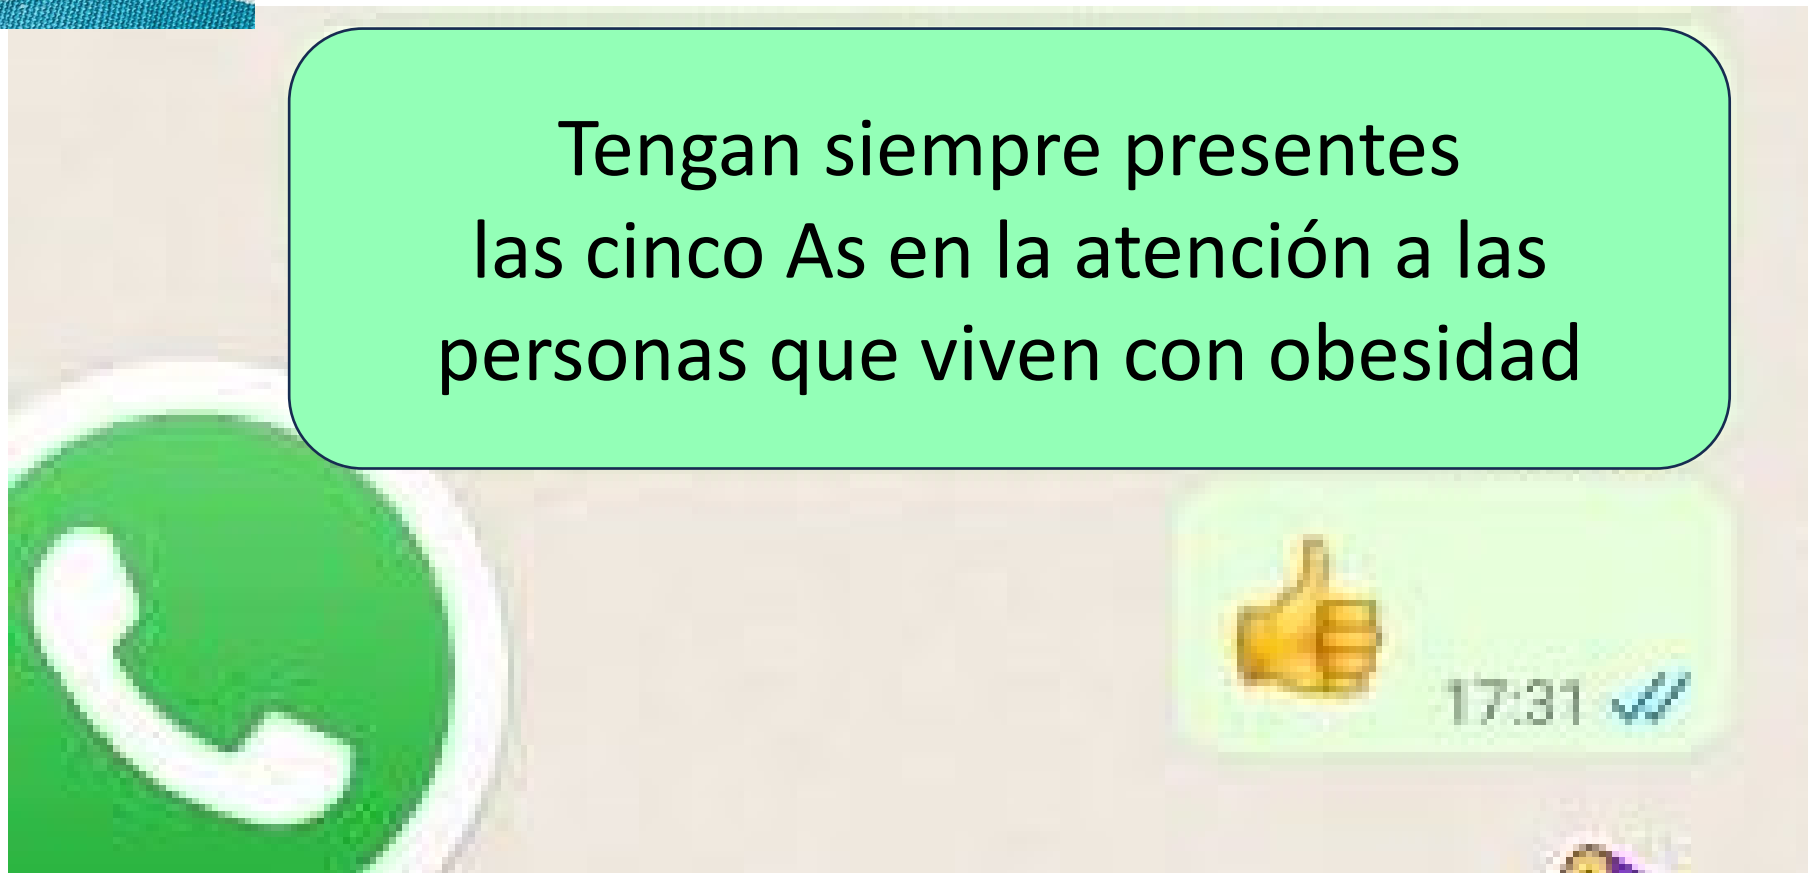 Tengan siempre presentes
las cinco As en la atención a las
personas que viven con obesidad
17:31